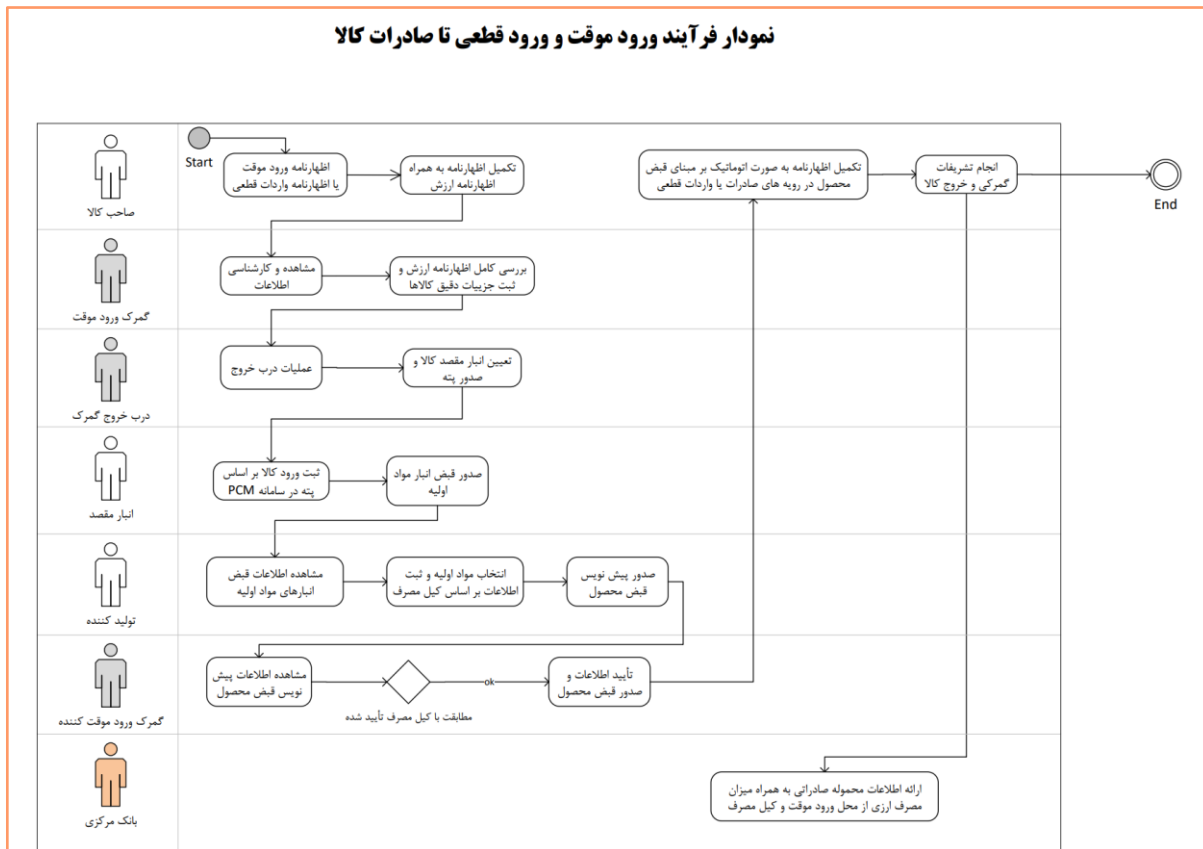 نمودار فرآیند ورود موقت و ورود قطعی تا صادرات کالا
Start
اظهارنامه ورود موقت
یا اظهارنامه واردات قطعی
تکمیل اظهارنامه به همراه
اظهارنامه ارزش
تکمیل اظهارنامه به صورت اتوماتیک بر مبنای قبض
محصول در رویه های صادرات یا واردات قطعی
انجام تشریفات
گمرکی و خروج کالا
End
صاحب کالا
مشاهده و کارشناسی
اطلاعات
بررسی کامل اظهارنامه ارزش و
ثبت جزییات دقیق کالاها
گمرک ورود موقت
عملیات درب خروج
تعیین انبار مقصد کالا و
صدور پته
درب خروج گمرک
ثبت ورود کالا بر اساس
پته در سامانه PCM
صدور قبض انبار مواد
اولیه
انبار مقصد
مشاهده اطلاعات قبض
انبارهای مواد اولیه
انتخاب مواد اولیه و ثبت
اطلاعات بر اساس کیل مصرف
صدور پیش نویس
قبض محصول
تولید کننده
مشاهده اطلاعات پیش
نویس قبض محصول
مطابقت با کیل مصرف تأیید شده
ok
تأیید اطلاعات و
صدور قبض محصول
گمرک ورود موقت کننده
ارائه اطلاعات محموله صادراتی به همراه میزان
مصرف ارزی از محل ورود موقت و کیل مصرف
بانک مرکزی